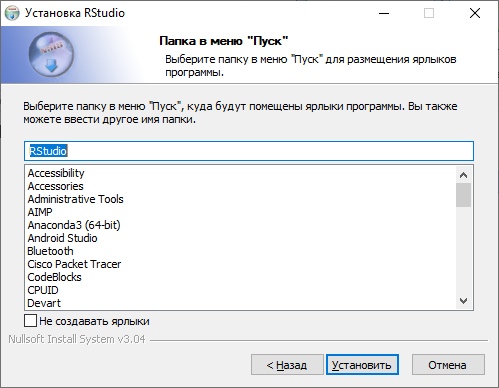 Установка RStudio
Папка в меню "Пуск"
Выберите папку в меню "Пуск" для размещения ярлыков
программы.
Выберите папку в меню "Пуск", куда будут помещены ярлыки программы. Вы также
можете ввести другое имя папки.
RStudio
Accessibility
Accessories
Administrative Tools
AIMP
Anaconda3 (64-bit)
Android Studio
Bluetooth
Cisco Packet Tracer
CodeBlocks
CPUID
Devart
Не создавать ярлыки
Nullsoft Install System v3.04
< Назад
Установить
Отмена